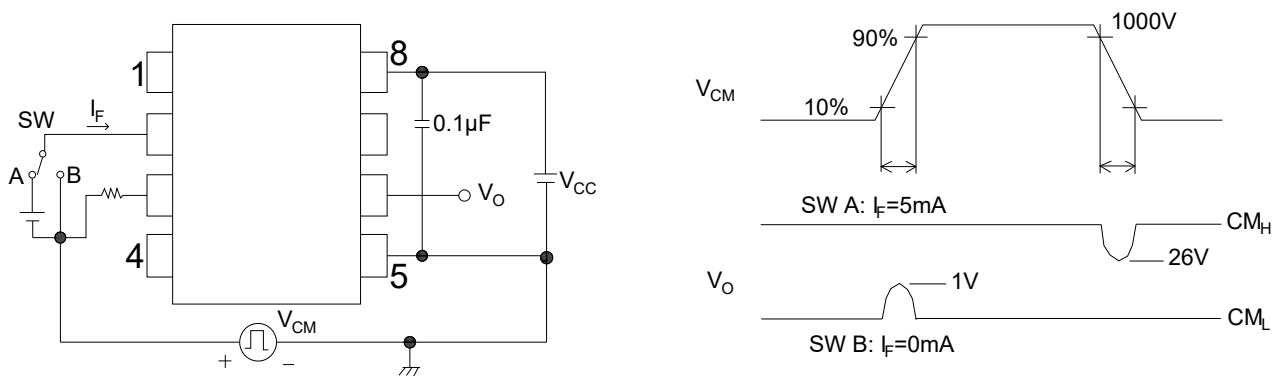 1
8
SW
I_F
0.1µF
A
B
V_O
V_CC
4
5
V_CM
+
–
90%
1000V
V_CM
10%
SW A: I_F=5mA
CM_H
26V
V_O
1V
CM_L
SW B: I_F=0mA